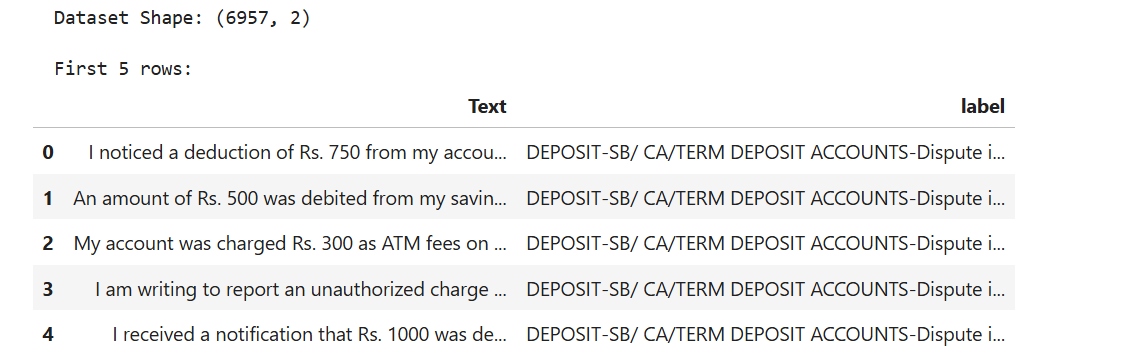 Dataset Shape: (6957, 2)
First 5 rows:
Text label
0 I noticed a deduction of Rs. 750 from my accou... DEPOSIT-SB/ CA/TERM DEPOSIT ACCOUNTS-Dispute i...
1 An amount of Rs. 500 was debited from my savin... DEPOSIT-SB/ CA/TERM DEPOSIT ACCOUNTS-Dispute i...
2 My account was charged Rs. 300 as ATM fees on ... DEPOSIT-SB/ CA/TERM DEPOSIT ACCOUNTS-Dispute i...
3 I am writing to report an unauthorized charge ... DEPOSIT-SB/ CA/TERM DEPOSIT ACCOUNTS-Dispute i...
4 I received a notification that Rs. 1000 was de... DEPOSIT-SB/ CA/TERM DEPOSIT ACCOUNTS-Dispute i...